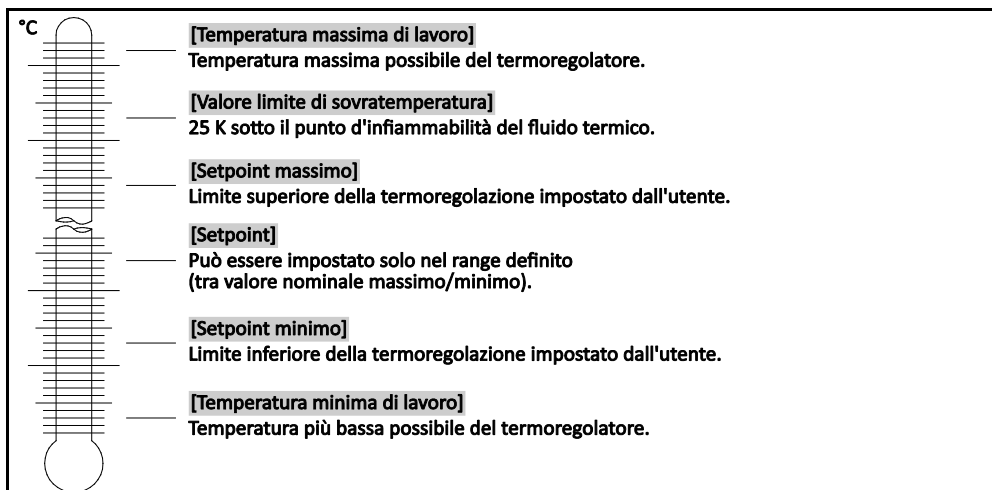 °C
[Temperatura massima di lavoro]
Temperatura massima possibile del termoregolatore.
[Valore limite di sovratemperatura]
25 K sotto il punto d'infiammabilità del fluido termico.
[Setpoint massimo]
Limite superiore della termoregolazione impostato dall'utente.
[Setpoint]
Può essere impostato solo nel range definito
(tra valore nominale massimo/minimo).
[Setpoint minimo]
Limite inferiore della termoregolazione impostato dall'utente.
[Temperatura minima di lavoro]
Temperatura più bassa possibile del termoregolatore.